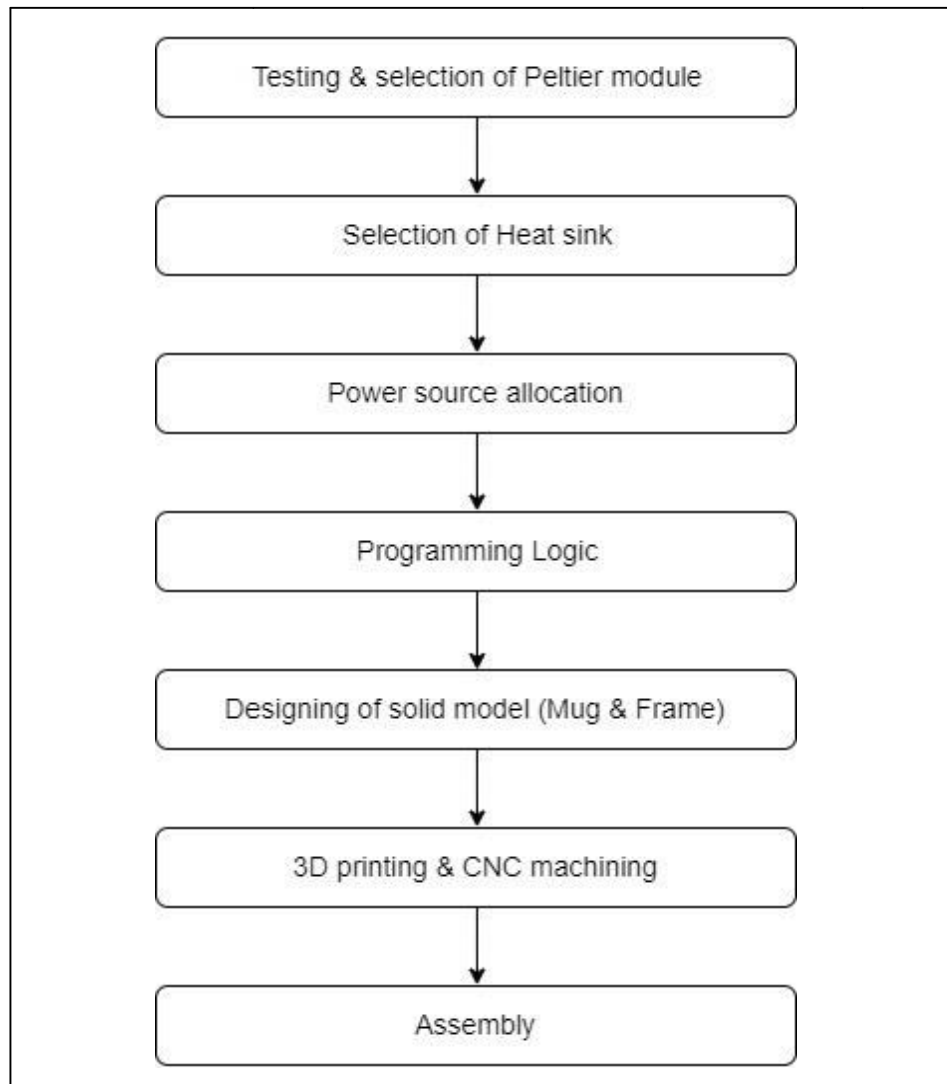 Testing & selection of Peltier module
Selection of Heat sink
Power source allocation
Programming Logic
Designing of solid model (Mug & Frame)
3D printing & CNC machining
Assembly